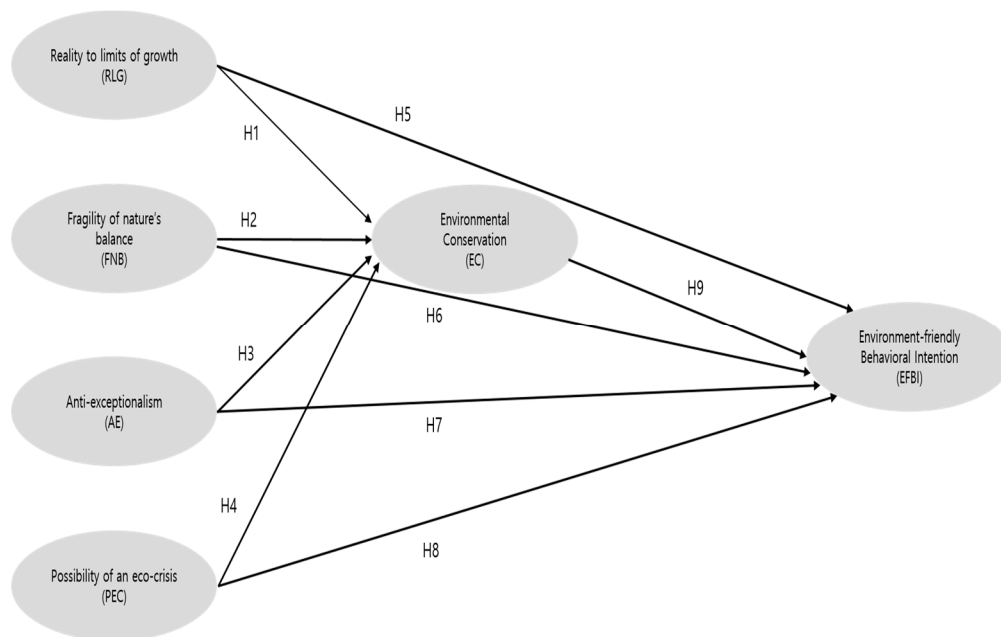 Reality to limits of growth
(RLG)
H5
H1
Fragility of nature's
balance
(FNB)
H2
Environmental
Conservation
(EC)
H9
H6
Environment-friendly
Behavioral Intention
(EFBI)
H3
Anti-exceptionalism
(AE)
H7
H4
H8
Possibility of an eco-crisis
(PEC)